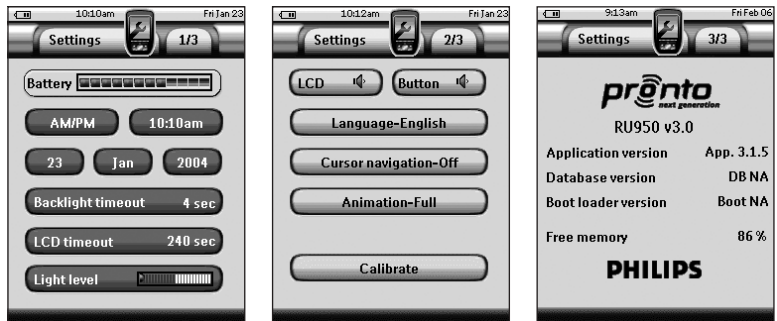 10:10am Fri Jan 23
Settings 1/3
Battery
AM/PM 10:10am
23 Jan 2004
Backlight timeout 4 sec
LCD timeout 240 sec
Light level
10:12am Fri Jan 23
Settings 2/3
LCD Button
Language-English
Cursor navigation-Off
Animation-Full
Calibrate
9:13am Fri Feb 06
Settings 3/3
pronto
next generation
RU950 v3.0
Application version App. 3.1.5
Database version DB NA
Boot loader version Boot NA
Free memory 86 %
PHILIPS